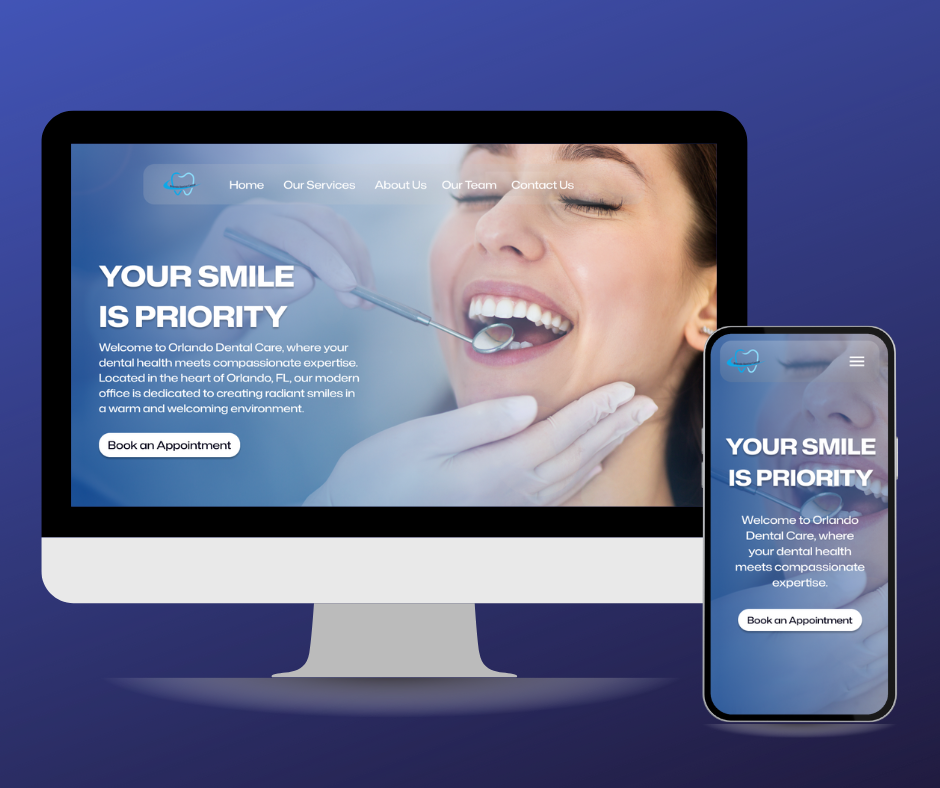 Home Our Services About Us Our Team Contact Us
YOUR SMILE
IS PRIORITY
Welcome to Orlando Dental Care, where your
dental health meets compassionate expertise.
Located in the heart of Orlando, FL, our modern
office is dedicated to creating radiant smiles in
a warm and welcoming environment.
Book an Appointment
YOUR SMILE
IS PRIORITY
Welcome to Orlando
Dental Care, where
your dental health
meets compassionate
expertise.
Book an Appointment